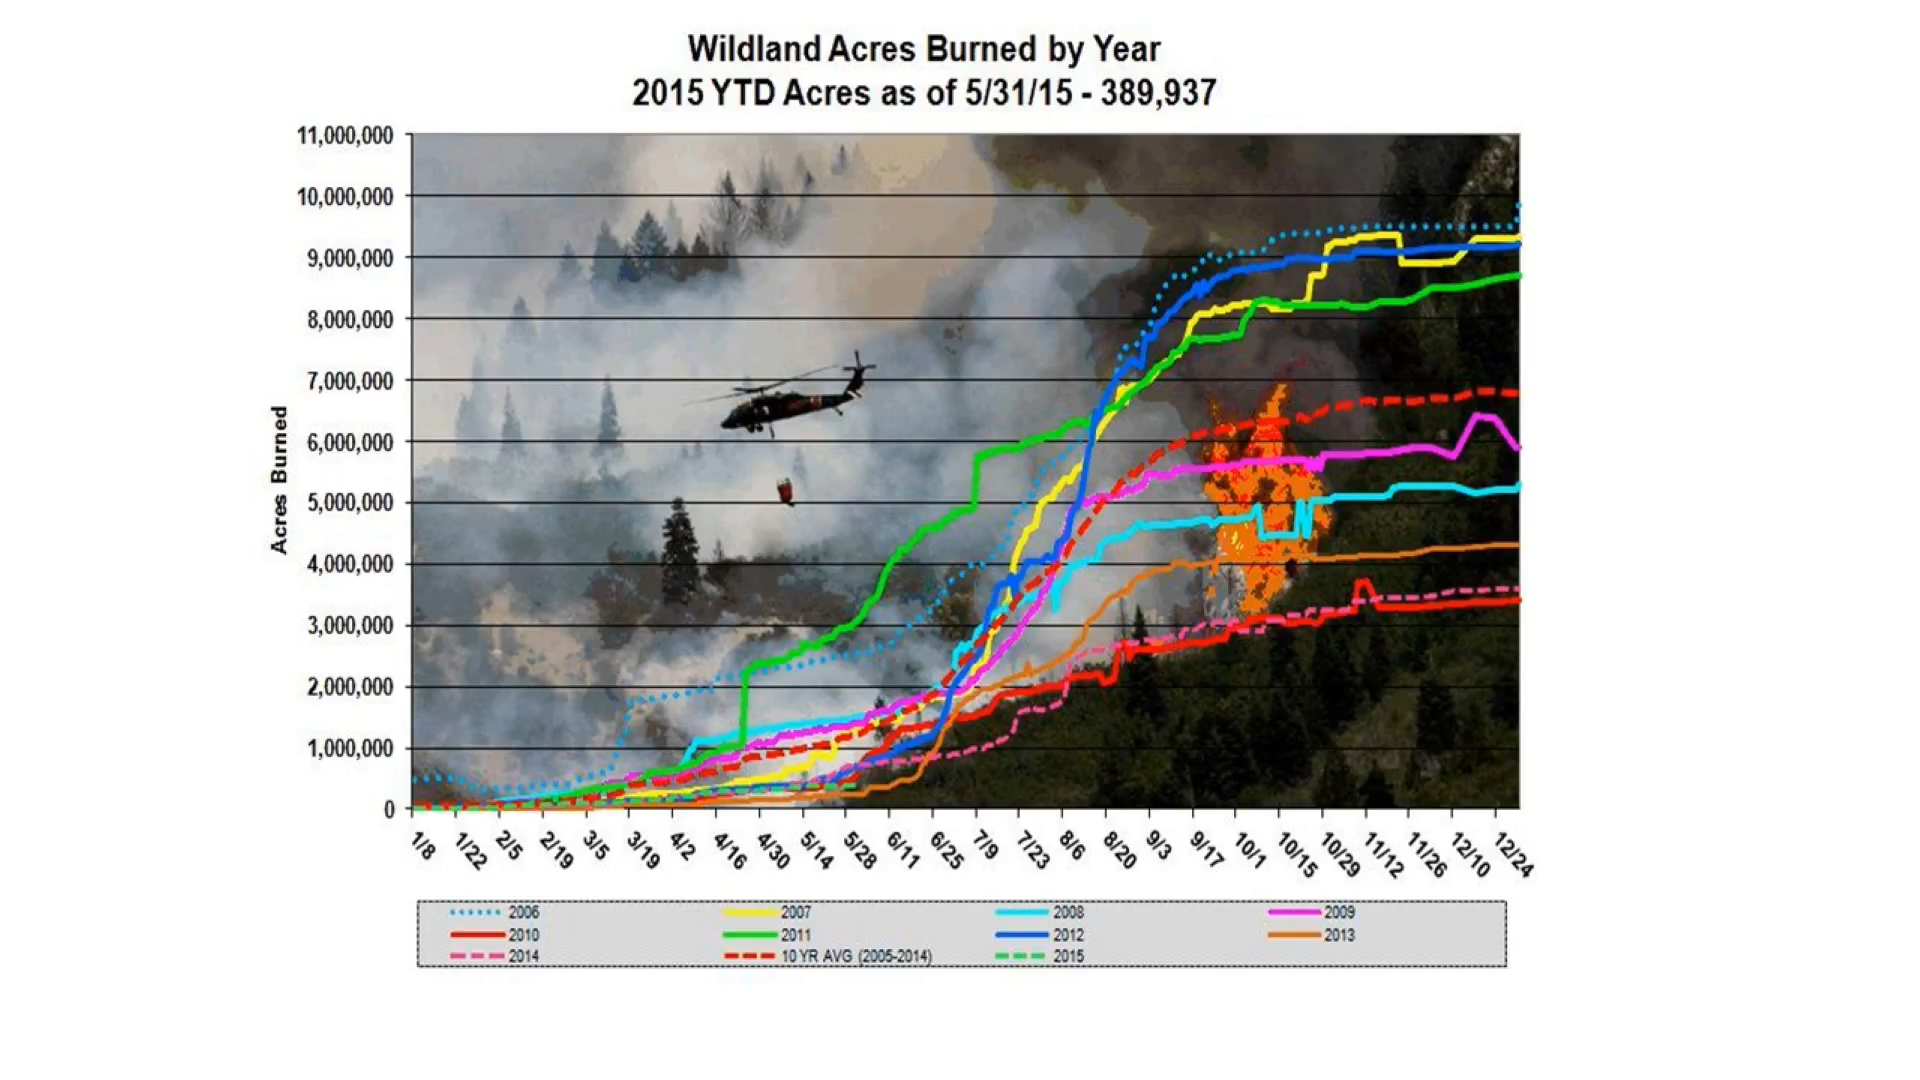 Wildland Acres Burned by Year
2015 YTD Acres as of 5/31/15 - 389,937
11,000,000
10,000,000
9,000,000
8,000,000
7,000,000
6,000,000
5,000,000
4,000,000
3,000,000
2,000,000
1,000,000
0
Acres Burned
1/8 1/22 2/5 2/19 3/5 3/19 4/2 4/16 4/30 5/14 5/28 6/11 6/25 7/9 7/23 8/6 8/20 9/3 9/17 10/1 10/15 10/29 11/12 11/26 12/10 12/24
2006 2007 2008 2009
2010 2011 2012 2013
2014 10 YR AVG (2005-2014) 2015